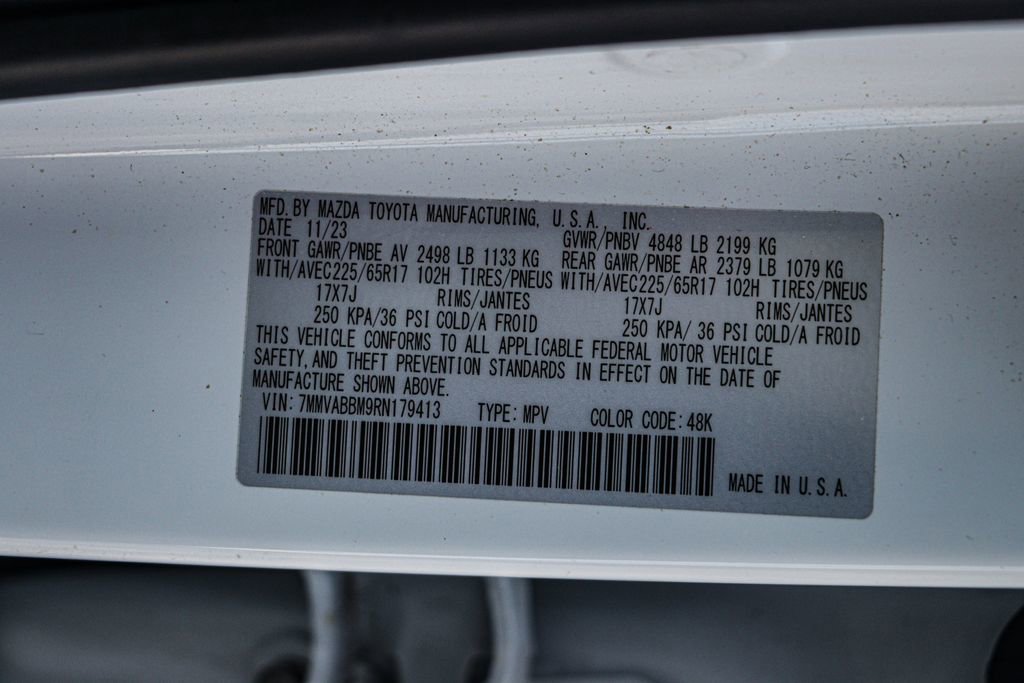 MFD. BY MAZDA TOYOTA MANUFACTURING, U.S.A. INC.
DATE 11/23 GVWR/PNBV 4848 LB 2199 KG
FRONT GAWR/PNBE AV 2498 LB 1133 KG REAR GAWR/PNBE AR 2379 LB 1079 KG
WITH/AVEC225/65R17 102H TIRES/PNEUS WITH/AVEC225/65R17 102H TIRES/PNEUS
17X7J RIMS/JANTES 17X7J RIMS/JANTES
250 KPA/36 PSI COLD/A FROID 250 KPA/ 36 PSI COLD/A FROID
THIS VEHICLE CONFORMS TO ALL APPLICABLE FEDERAL MOTOR VEHICLE
SAFETY, AND THEFT PREVENTION STANDARDS IN EFFECT ON THE DATE OF
MANUFACTURE SHOWN ABOVE.
VIN: 7MMVABBM9RN179413 TYPE: MPV COLOR CODE: 48K
MADE IN U.S.A.